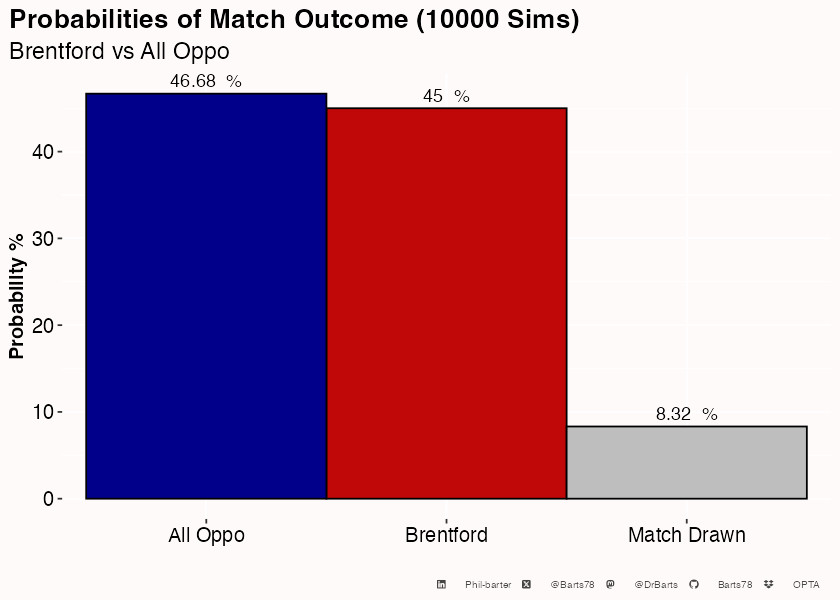 Probabilities of Match Outcome (10000 Sims)
Brentford vs All Oppo
46.68 %
45 %
8.32 %
Probability %
40
30
20
10
0
All Oppo Brentford Match Drawn
Phil-barter @Barts78 @DrBarts Barts78 OPTA